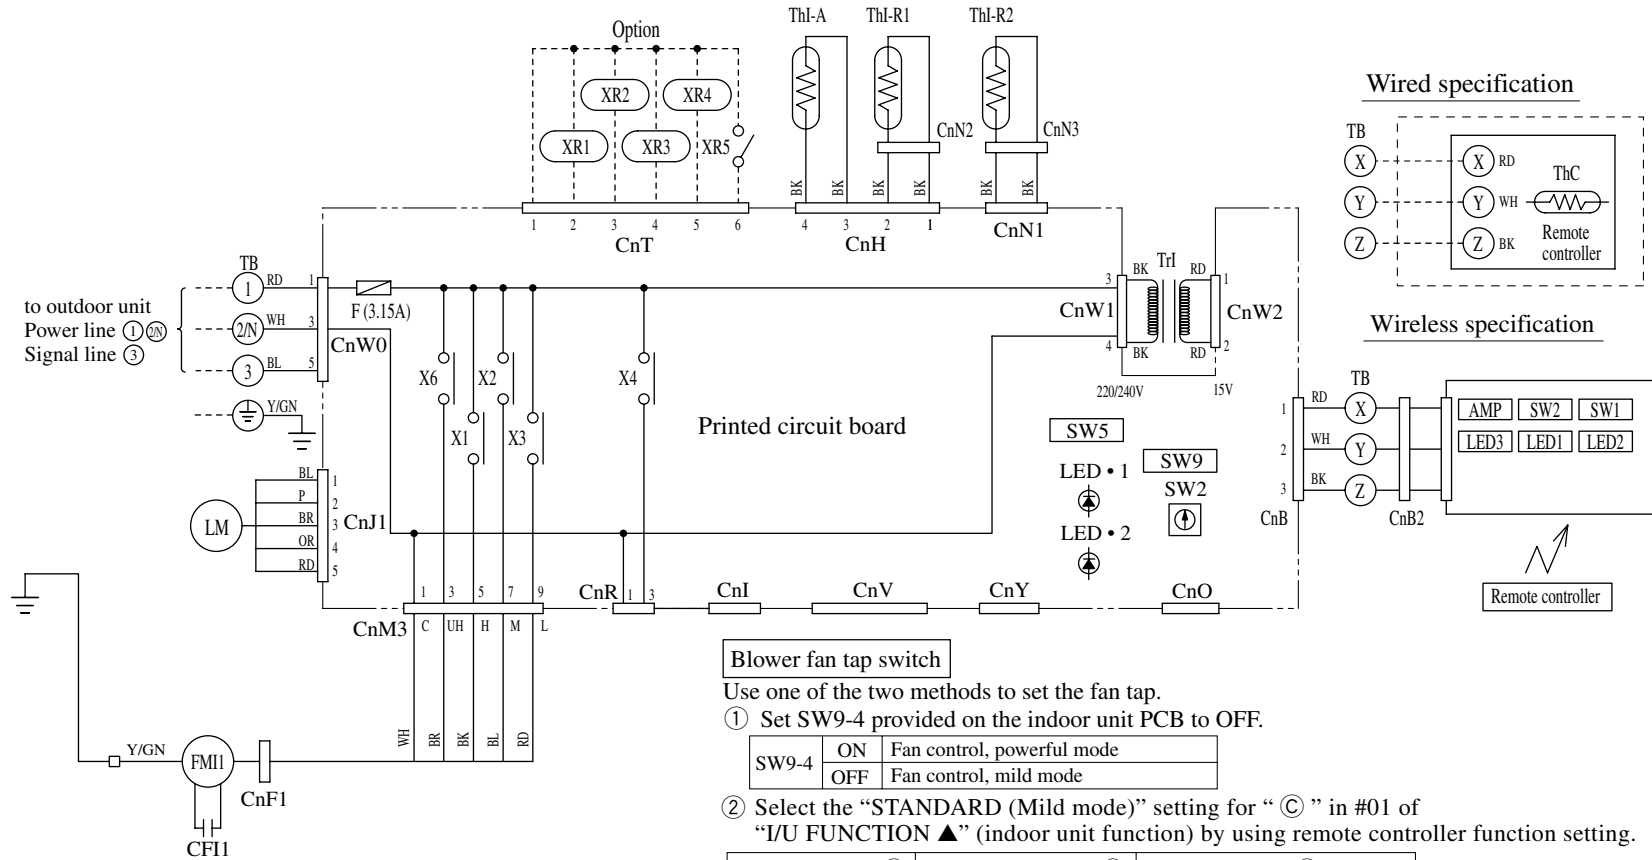 Option
ThI-A ThI-R1 ThI-R2
XR2 XR4
XR1 XR3 XR5
CnN2 CnN3
BK BK BK BK BK BK
1 2 3 4 5 6
CnT
4 3 2 1
CnH
CnN1
Wired specification
TB
X X RD
Y Y WH
Z Z BK
ThC
Remote
controller
to outdoor unit
Power line ① 2/N
Signal line ③
TB
1 RD 1
2/N WH 3
3 BL 5
Y/GN
CnW0
F (3.15A)
X6 X2 X4
X1 X3
Printed circuit board
CnW1
3 BK TrI RD 1
4 BK RD 2
CnW2
220/240V 15V
SW5
LED • 1
LED • 2
SW9
SW2
Wireless specification
TB
1 RD X
2 WH Y
3 BK Z
CnB
CnB2
AMP SW2 SW1
LED3 LED1 LED2
Remote controller
LM
BL 1
P 2
BR 3
OR 4
RD 5
CnJ1
1 3 5 7 9
CnM3
C UH H M L
CnR 1 3
CnI CnV CnY CnO
WH BR BK BL RD
Y/GN
FMI1
CnF1
CFI1
Blower fan tap switch
Use one of the two methods to set the fan tap.
① Set SW9-4 provided on the indoor unit PCB to OFF.
SW9-4 ON Fan control, powerful mode
OFF Fan control, mild mode
② Select the “STANDARD (Mild mode)” setting for “ Ⓒ ” in #01 of
“I/U FUNCTION ▲” (indoor unit function) by using remote controller function setting.